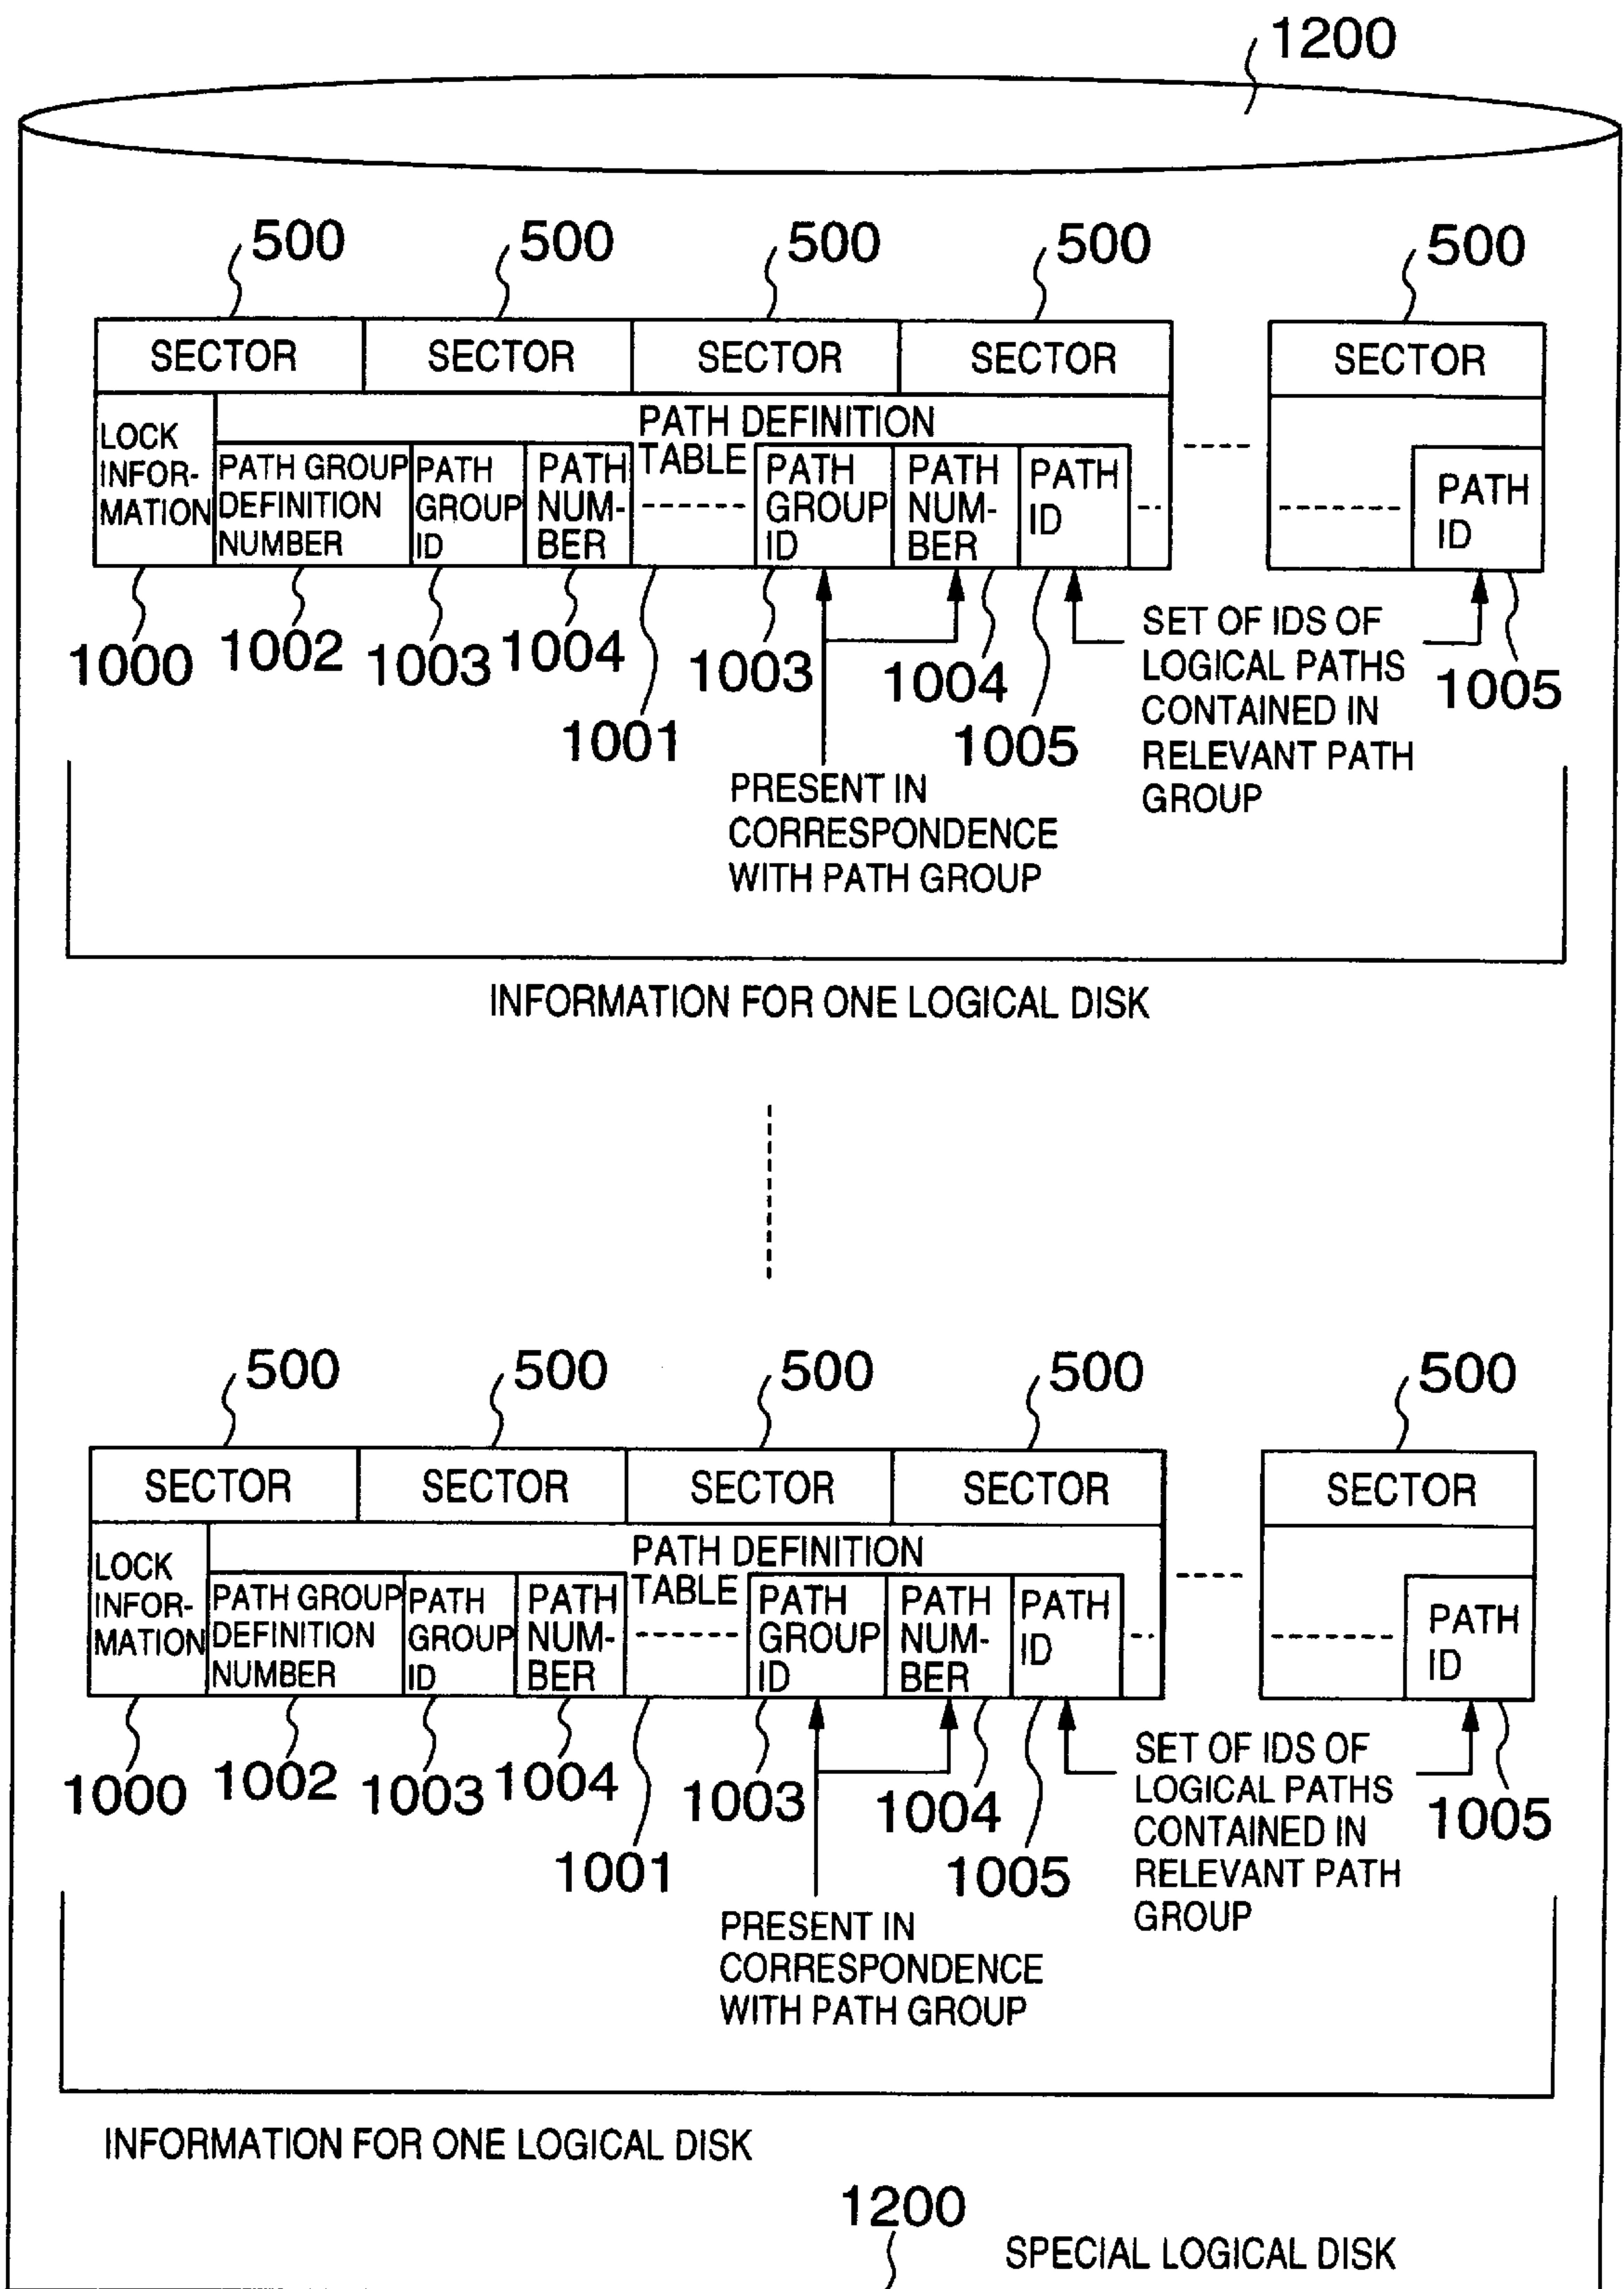 1200
500 500 500 500 500
SECTOR SECTOR SECTOR SECTOR SECTOR
LOCK INFOR- MATION
PATH DEFINITION TABLE
PATH GROUP DEFINITION NUMBER
PATH GROUP ID
PATH NUM- BER
PATH GROUP ID
PATH NUM- BER
PATH ID
PATH ID
1000 1002 1003 1004 1001 1003 1004 1005 1005
SET OF IDS OF
LOGICAL PATHS
CONTAINED IN
RELEVANT PATH
GROUP
PRESENT IN
CORRESPONDENCE
WITH PATH GROUP
INFORMATION FOR ONE LOGICAL DISK
500 500 500 500 500
SECTOR SECTOR SECTOR SECTOR SECTOR
LOCK INFOR- MATION
PATH DEFINITION TABLE
PATH GROUP DEFINITION NUMBER
PATH GROUP ID
PATH NUM- BER
PATH GROUP ID
PATH NUM- BER
PATH ID
PATH ID
1000 1002 1003 1004 1001 1003 1004 1005 1005
SET OF IDS OF
LOGICAL PATHS
CONTAINED IN
RELEVANT PATH
GROUP
PRESENT IN
CORRESPONDENCE
WITH PATH GROUP
INFORMATION FOR ONE LOGICAL DISK
1200
SPECIAL LOGICAL DISK